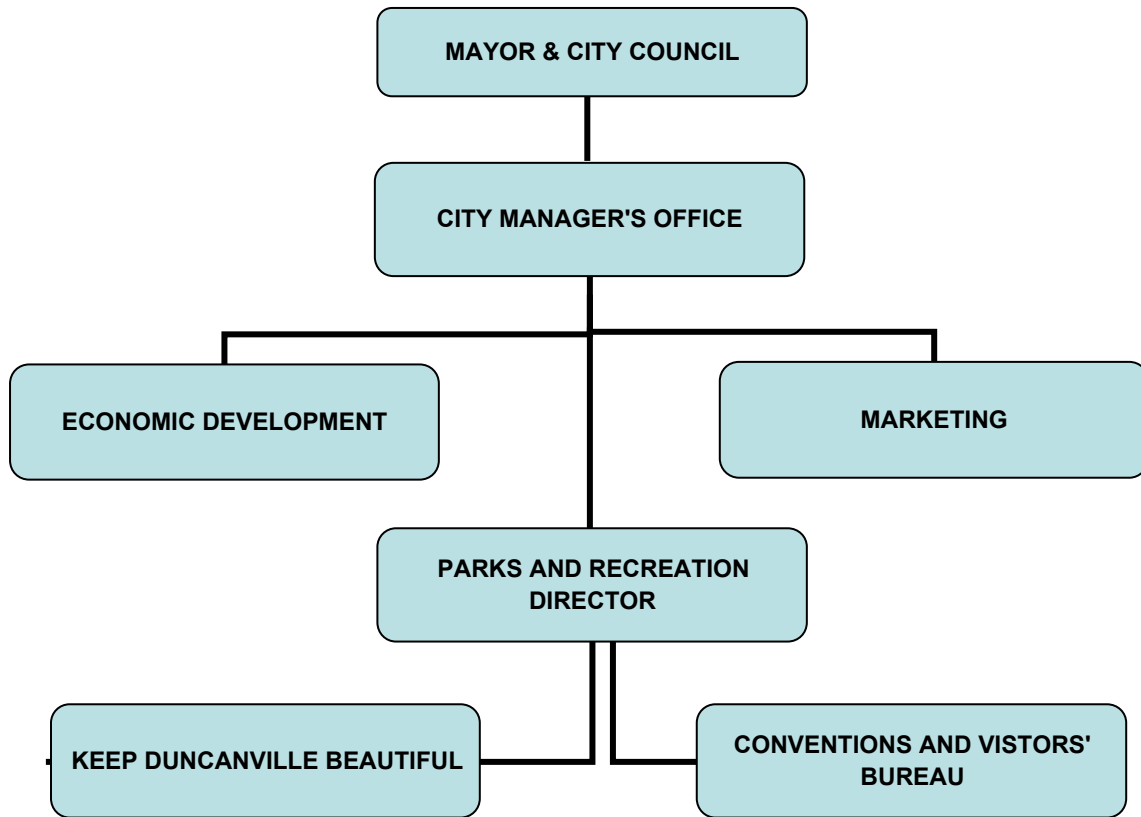 MAYOR & CITY COUNCIL
CITY MANAGER'S OFFICE
ECONOMIC DEVELOPMENT
MARKETING
PARKS AND RECREATION
DIRECTOR
KEEP DUNCANVILLE BEAUTIFUL
CONVENTIONS AND VISTORS'
BUREAU